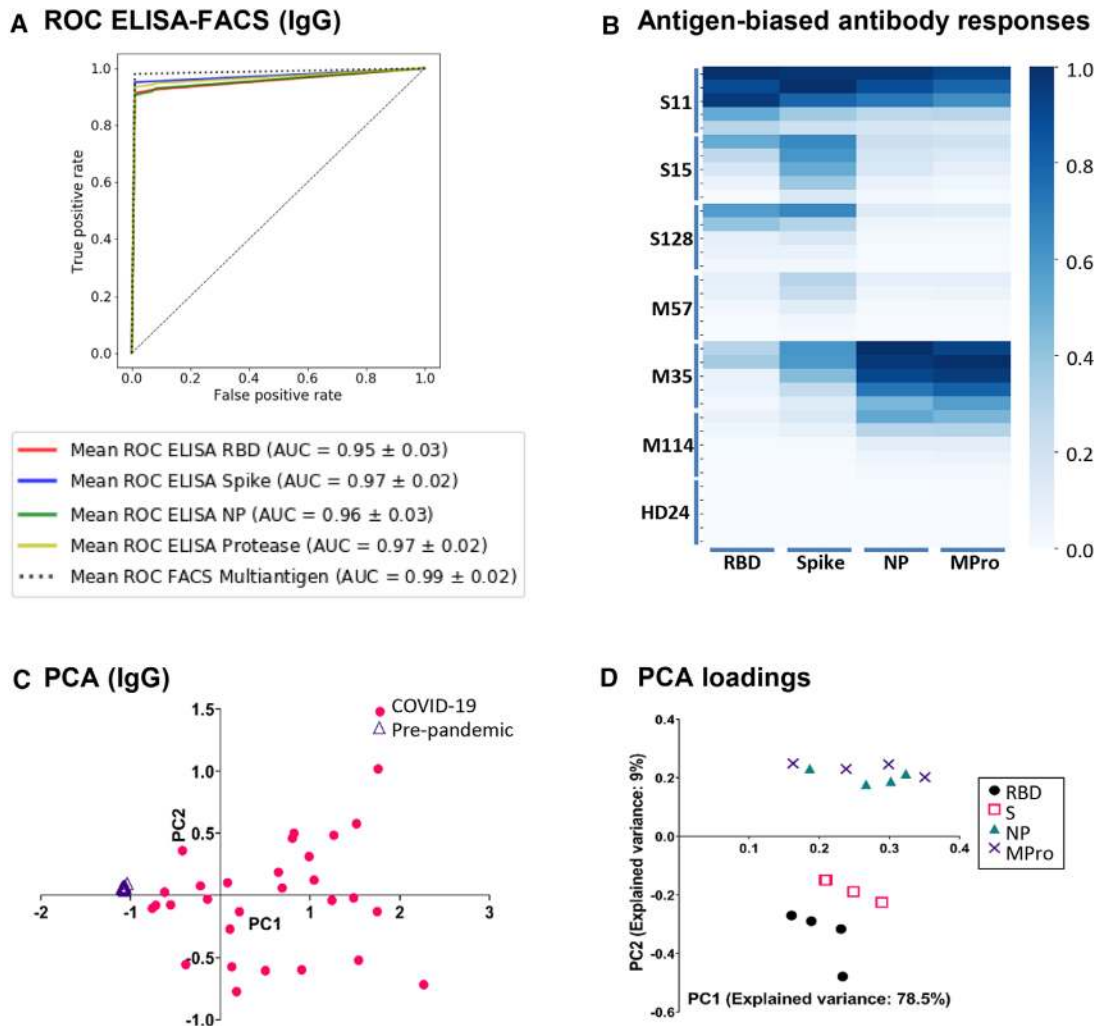 A ROC ELISA-FACS (IgG)
1.0
0.8
0.6
0.4
0.2
0.0
True positive rate
0.0 0.2 0.4 0.6 0.8 1.0
False positive rate
Mean ROC ELISA RBD (AUC = 0.95 ± 0.03)
Mean ROC ELISA Spike (AUC = 0.97 ± 0.02)
Mean ROC ELISA NP (AUC = 0.96 ± 0.03)
Mean ROC ELISA Protease (AUC = 0.97 ± 0.02)
Mean ROC FACS Multiantigen (AUC = 0.99 ± 0.02)
B Antigen-biased antibody responses
S11
S15
S128
M57
M35
M114
HD24
RBD Spike NP MPro
1.0
0.8
0.6
0.4
0.2
0.0
C PCA (IgG)
COVID-19
Pre-pandemic
1.5
1.0
0.5
-0.5
-1.0
PC2
-2 -1 1 2 3
PC1
D PCA loadings
0.4
0.2
0.0
-0.2
-0.4
-0.6
PC2 (Explained variance: 9%)
0.1 0.2 0.3 0.4
PC1 (Explained variance: 78.5%)
RBD
S
NP
MPro